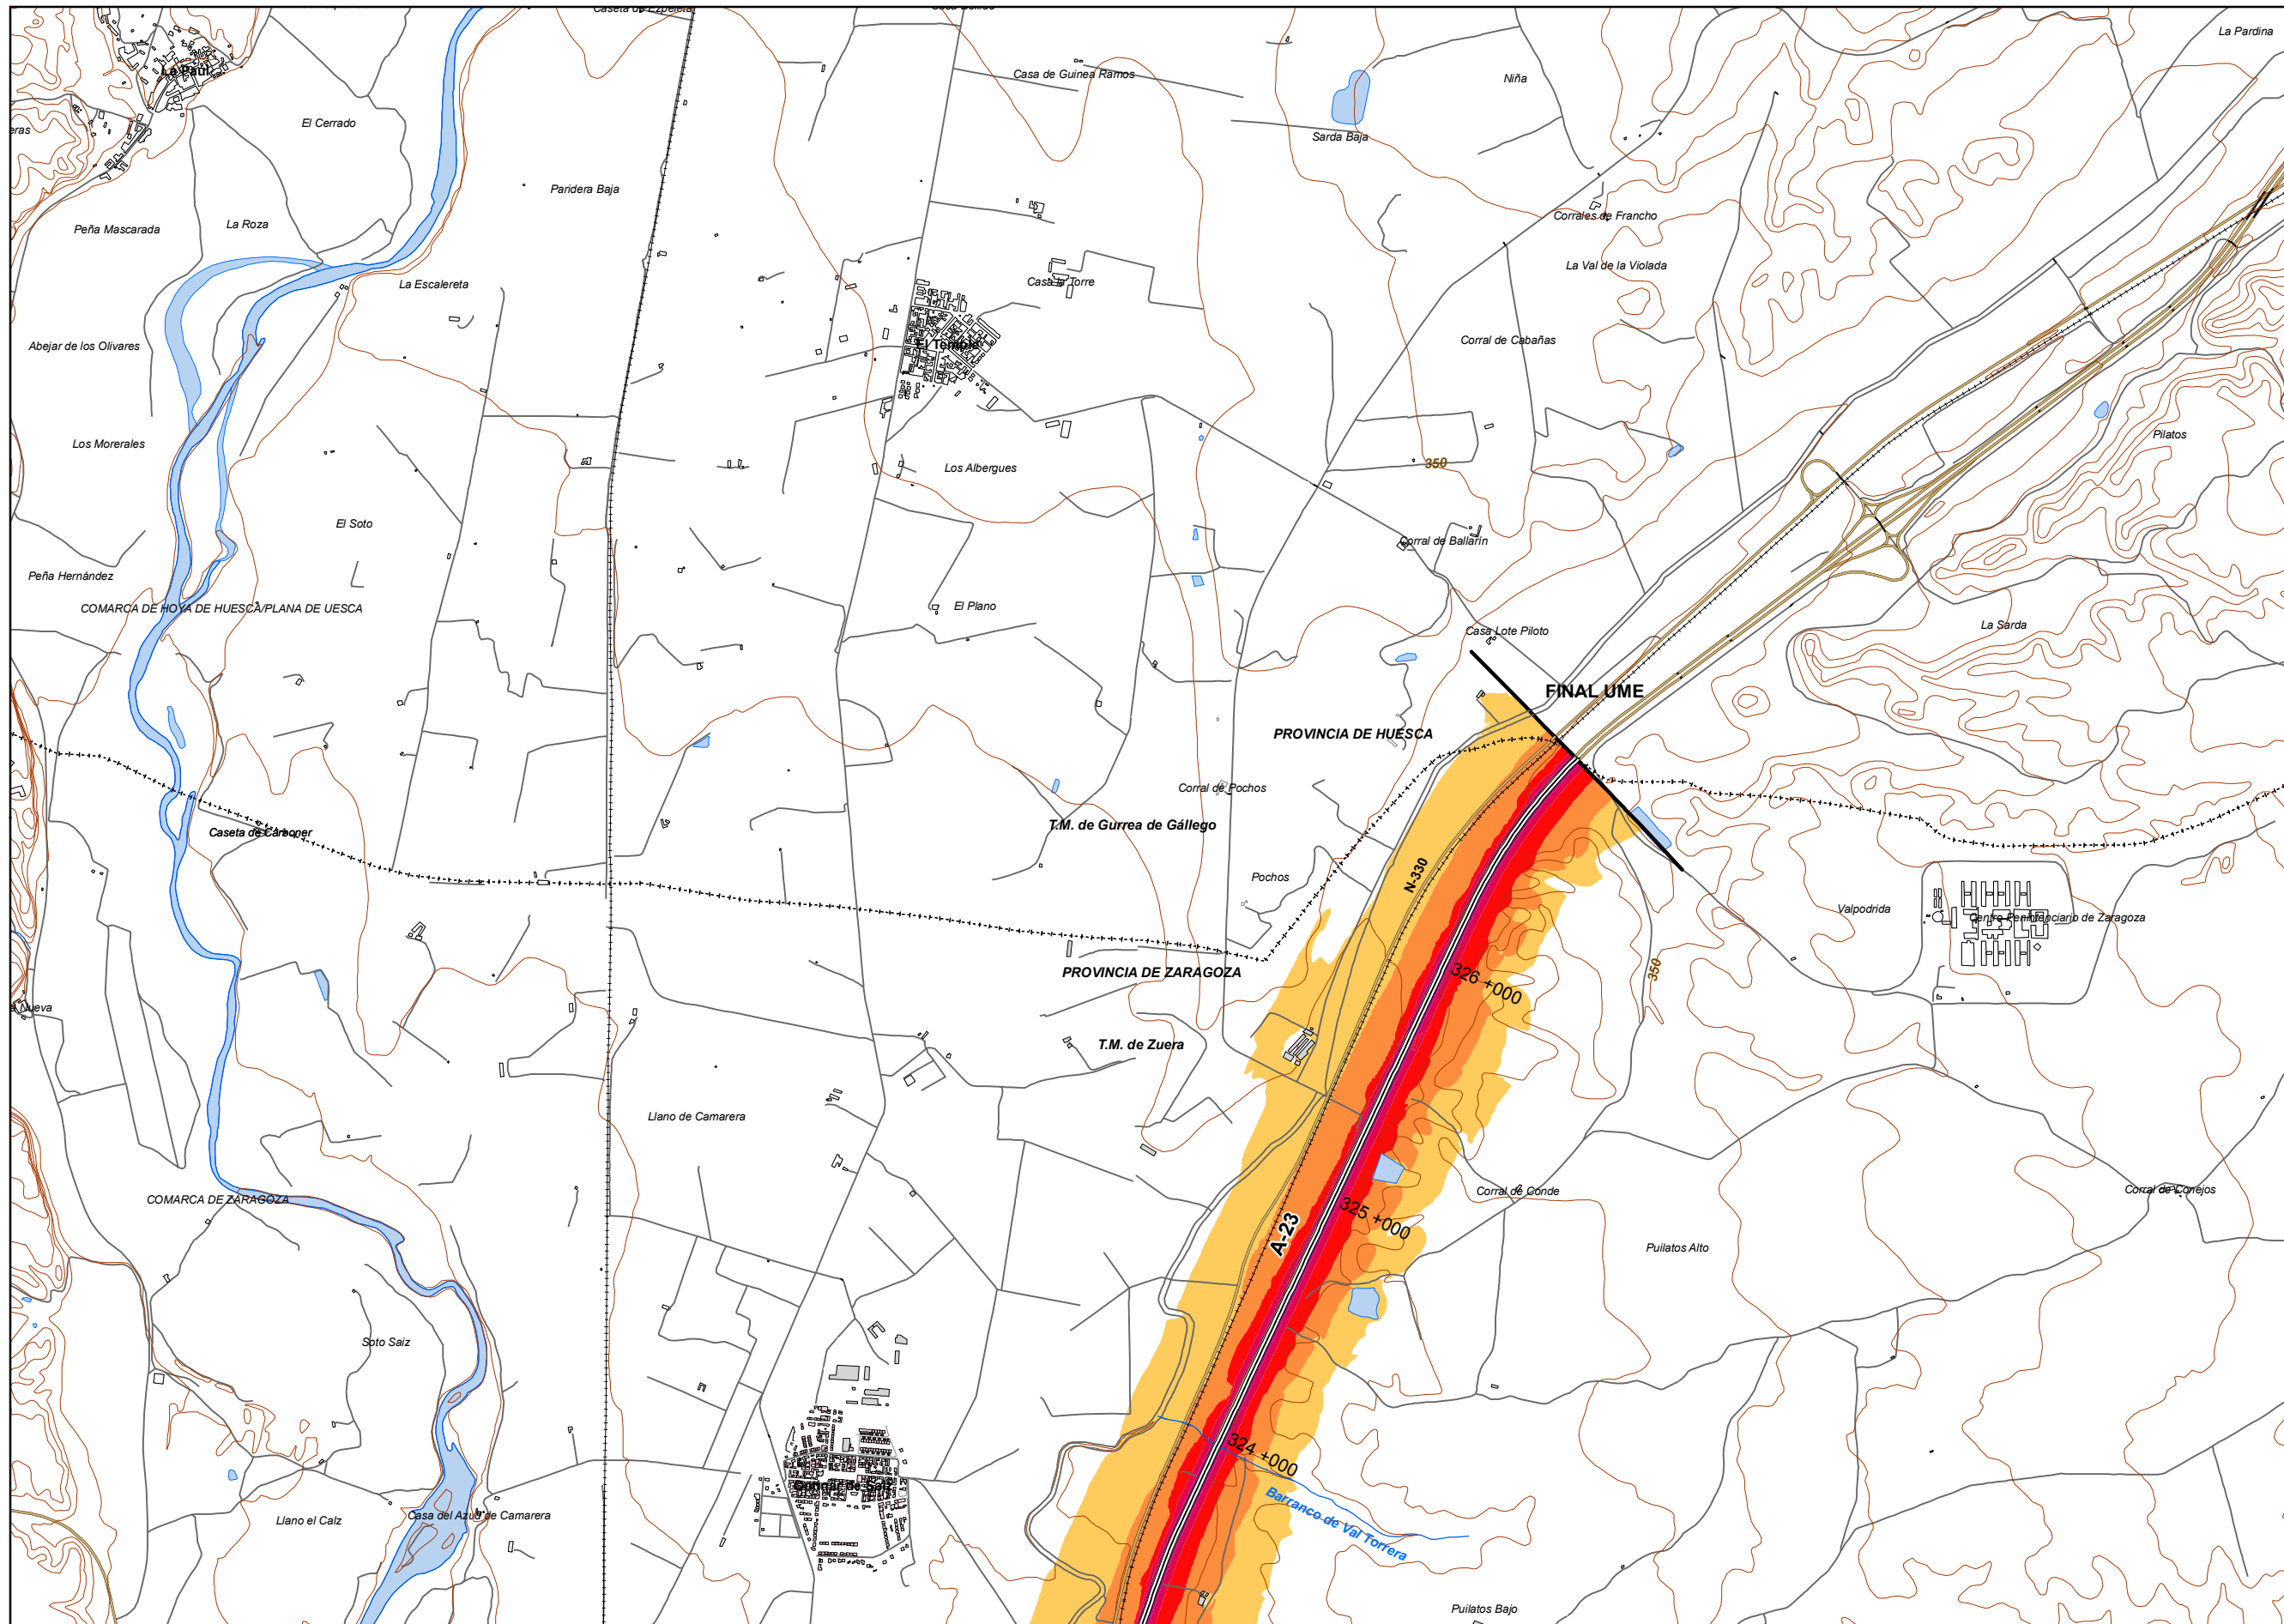 La Pardina
La Paul
Casa de Guinea Ramos
Niña
El Cerrado
Sarda Baja
Paridera Baja
Corrales de Francho
Peña Mascarada
La Roza
La Val de la Violada
La Escalereta
Casa la Torre
Abejar de los Olivares
El Temple
Corral de Cabañas
Los Morerales
Pilatos
Los Albergues
350
El Soto
Corral de Ballarín
Peña Hernández
COMARCA DE HOYA DE HUESCA/PLANA DE UESCA
El Plano
La Sarda
Casa Lote Piloto
FINAL UME
PROVINCIA DE HUESCA
Corral de Pochos
T.M. de Gurrea de Gállego
Caseta de Carboner
N-330
Pochos
Valpodrida
Centro Penintenciario de Zaragoza
PROVINCIA DE ZARAGOZA
350
326 +000
Nueva
T.M. de Zuera
Llano de Camarera
COMARCA DE ZARAGOZA
Corral de Conde
Corral de Conejos
325 +000
A-23
Puilatos Alto
Soto Saiz
324 +000
Barranco de Val Torrera
Llano el Calz
Casa del Azud de Camarera
Puilatos Bajo